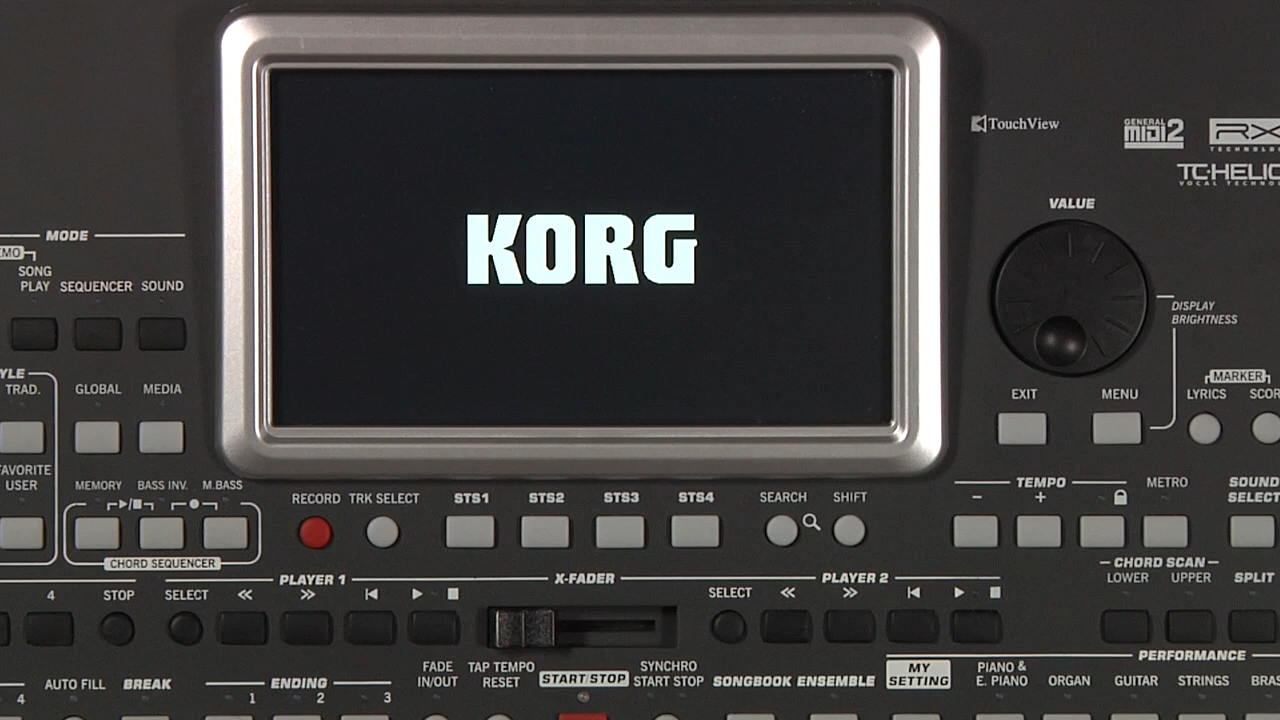 KORG
TouchView
GENERAL
MIDI2
RX
TC·HELIC
VALUE
MODE
SONG
PLAY
SEQUENCER
SOUND
DISPLAY
BRIGHTNESS
TRAD.
GLOBAL
MEDIA
EXIT
MENU
MARKER
LYRICS
FAVORITE
USER
MEMORY
BASS INV.
M.BASS
CHORD SEQUENCER
RECORD
TRK SELECT
STS1
STS2
STS3
STS4
SEARCH
SHIFT
TEMPO
-
+
METRO
SOUND
SELECT
CHORD SCAN
LOWER
UPPER
SPLIT
PLAYER 1
X-FADER
PLAYER 2
4
STOP
SELECT
SELECT
PERFORMANCE
4
AUTO FILL
BREAK
ENDING
1
2
3
FADE
IN/OUT
TAP TEMPO
RESET
START STOP
SYNCHRO
START STOP
SONGBOOK
ENSEMBLE
MY
SETTING
PIANO &
E. PIANO
ORGAN
GUITAR
STRINGS